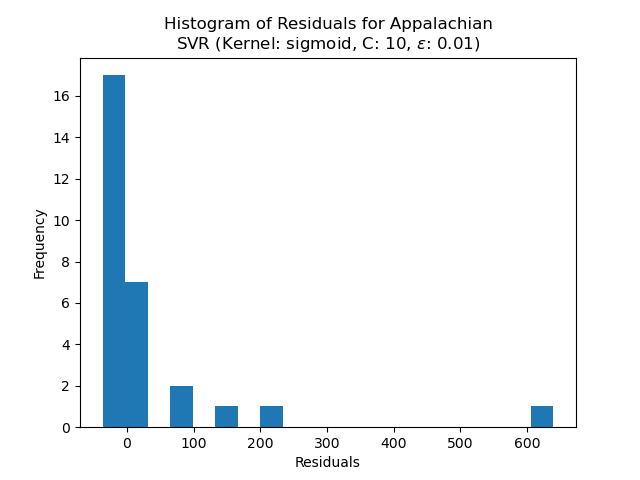 Histogram of Residuals for Appalachian
SVR (Kernel: sigmoid, C: 10, ε: 0.01)
Frequency
16
14
12
10
8
6
4
2
0
0 100 200 300 400 500 600
Residuals